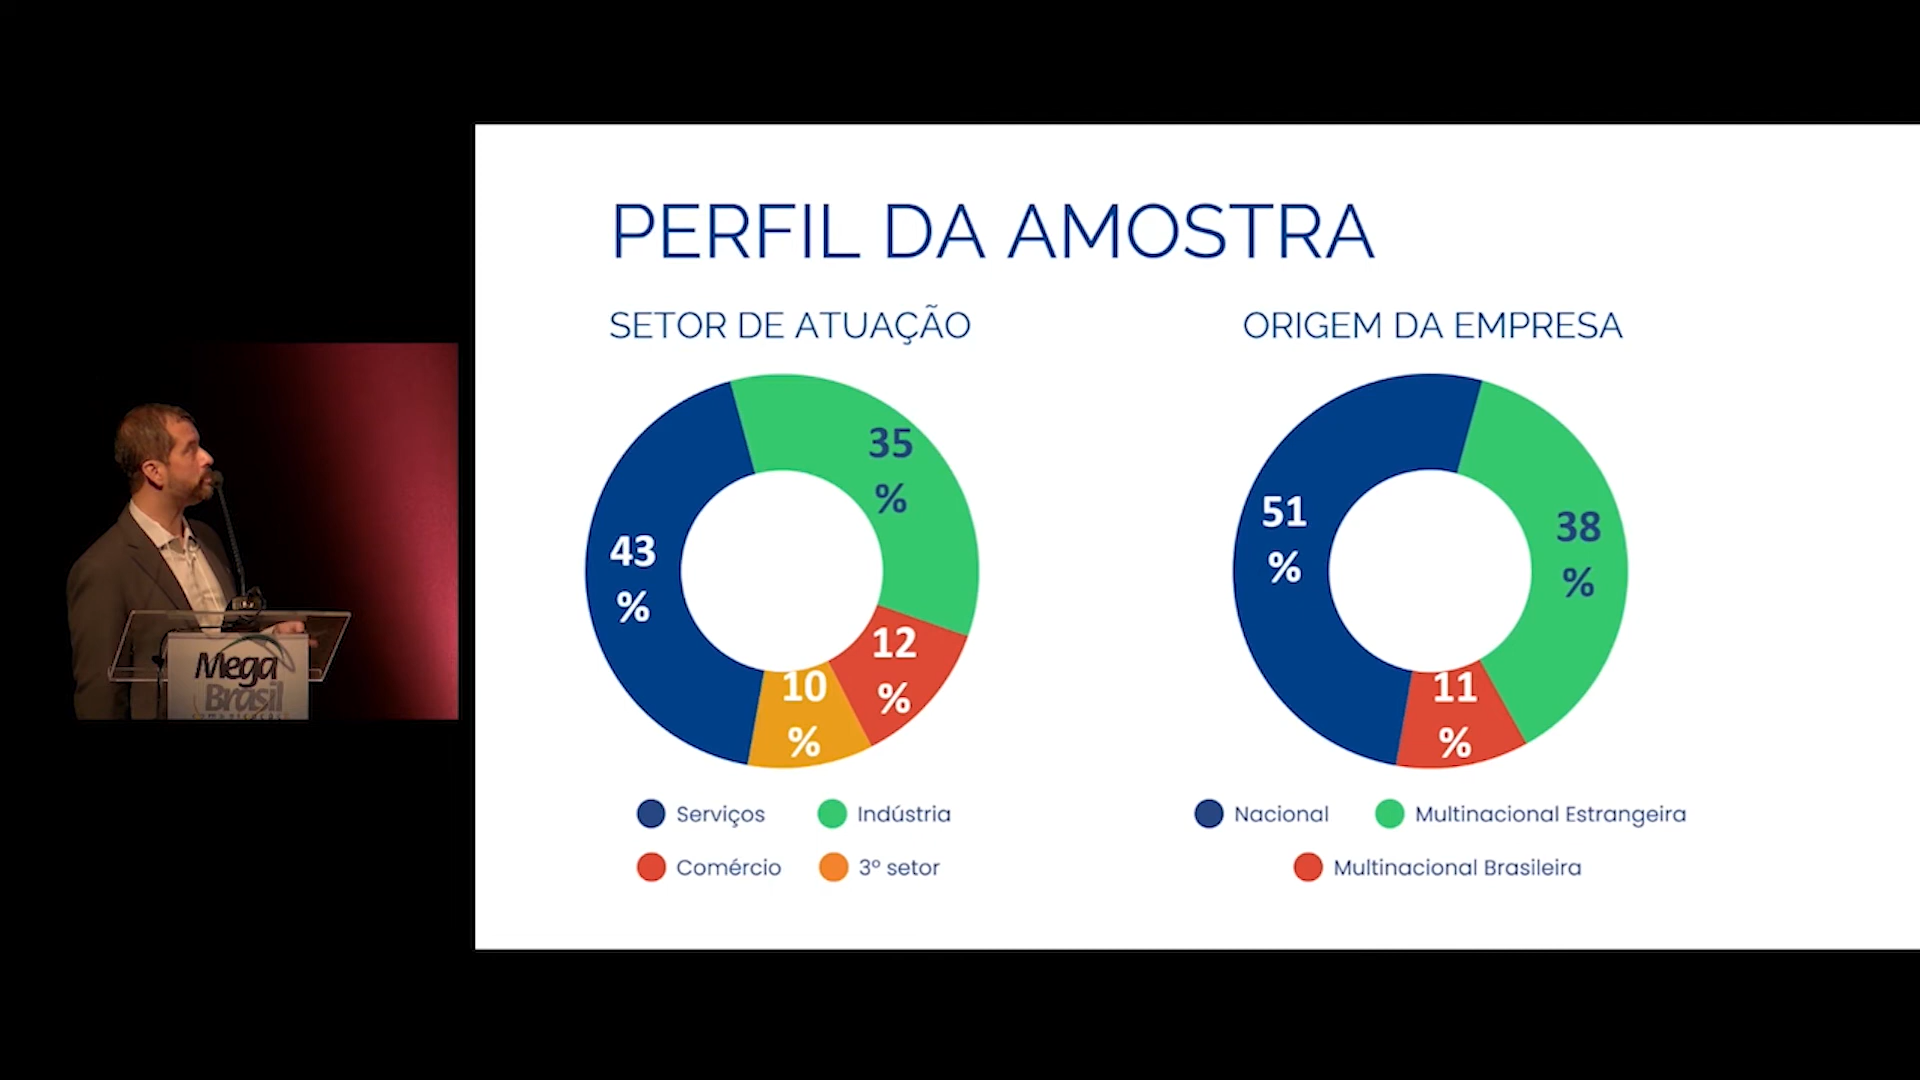 PERFIL DA AMOSTRA
SETOR DE ATUAÇÃO
35
%
43
%
12
%
10
%
Serviços
Indústria
Comércio
3º setor
ORIGEM DA EMPRESA
51
%
38
%
11
%
Nacional
Multinacional Estrangeira
Multinacional Brasileira
Mega
Brasil